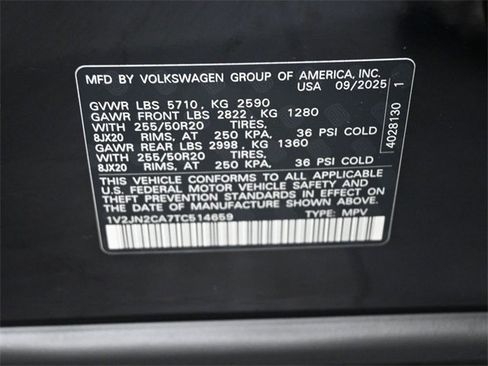 MFD BY VOLKSWAGEN GROUP OF AMERICA, INC.
USA 09/2025
GVWR LBS 5710, KG 2590
GAWR FRONT LBS 2822, KG 1280
WITH 255/50R20 TIRES,
8JX20 RIMS, AT 250 KPA, 36 PSI COLD
GAWR REAR LBS 2998, KG 1360
WITH 255/50R20 TIRES,
8JX20 RIMS, AT 250 KPA, 36 PSI COLD
THIS VEHICLE CONFORMS TO ALL APPLICABLE
U.S. FEDERAL MOTOR VEHICLE SAFETY AND
THEFT PREVENTION STANDARDS IN EFFECT ON
THE DATE OF MANUFACTURE SHOWN ABOVE.
1V2JN2CA7TC514659 TYPE: MPV
4028130 1